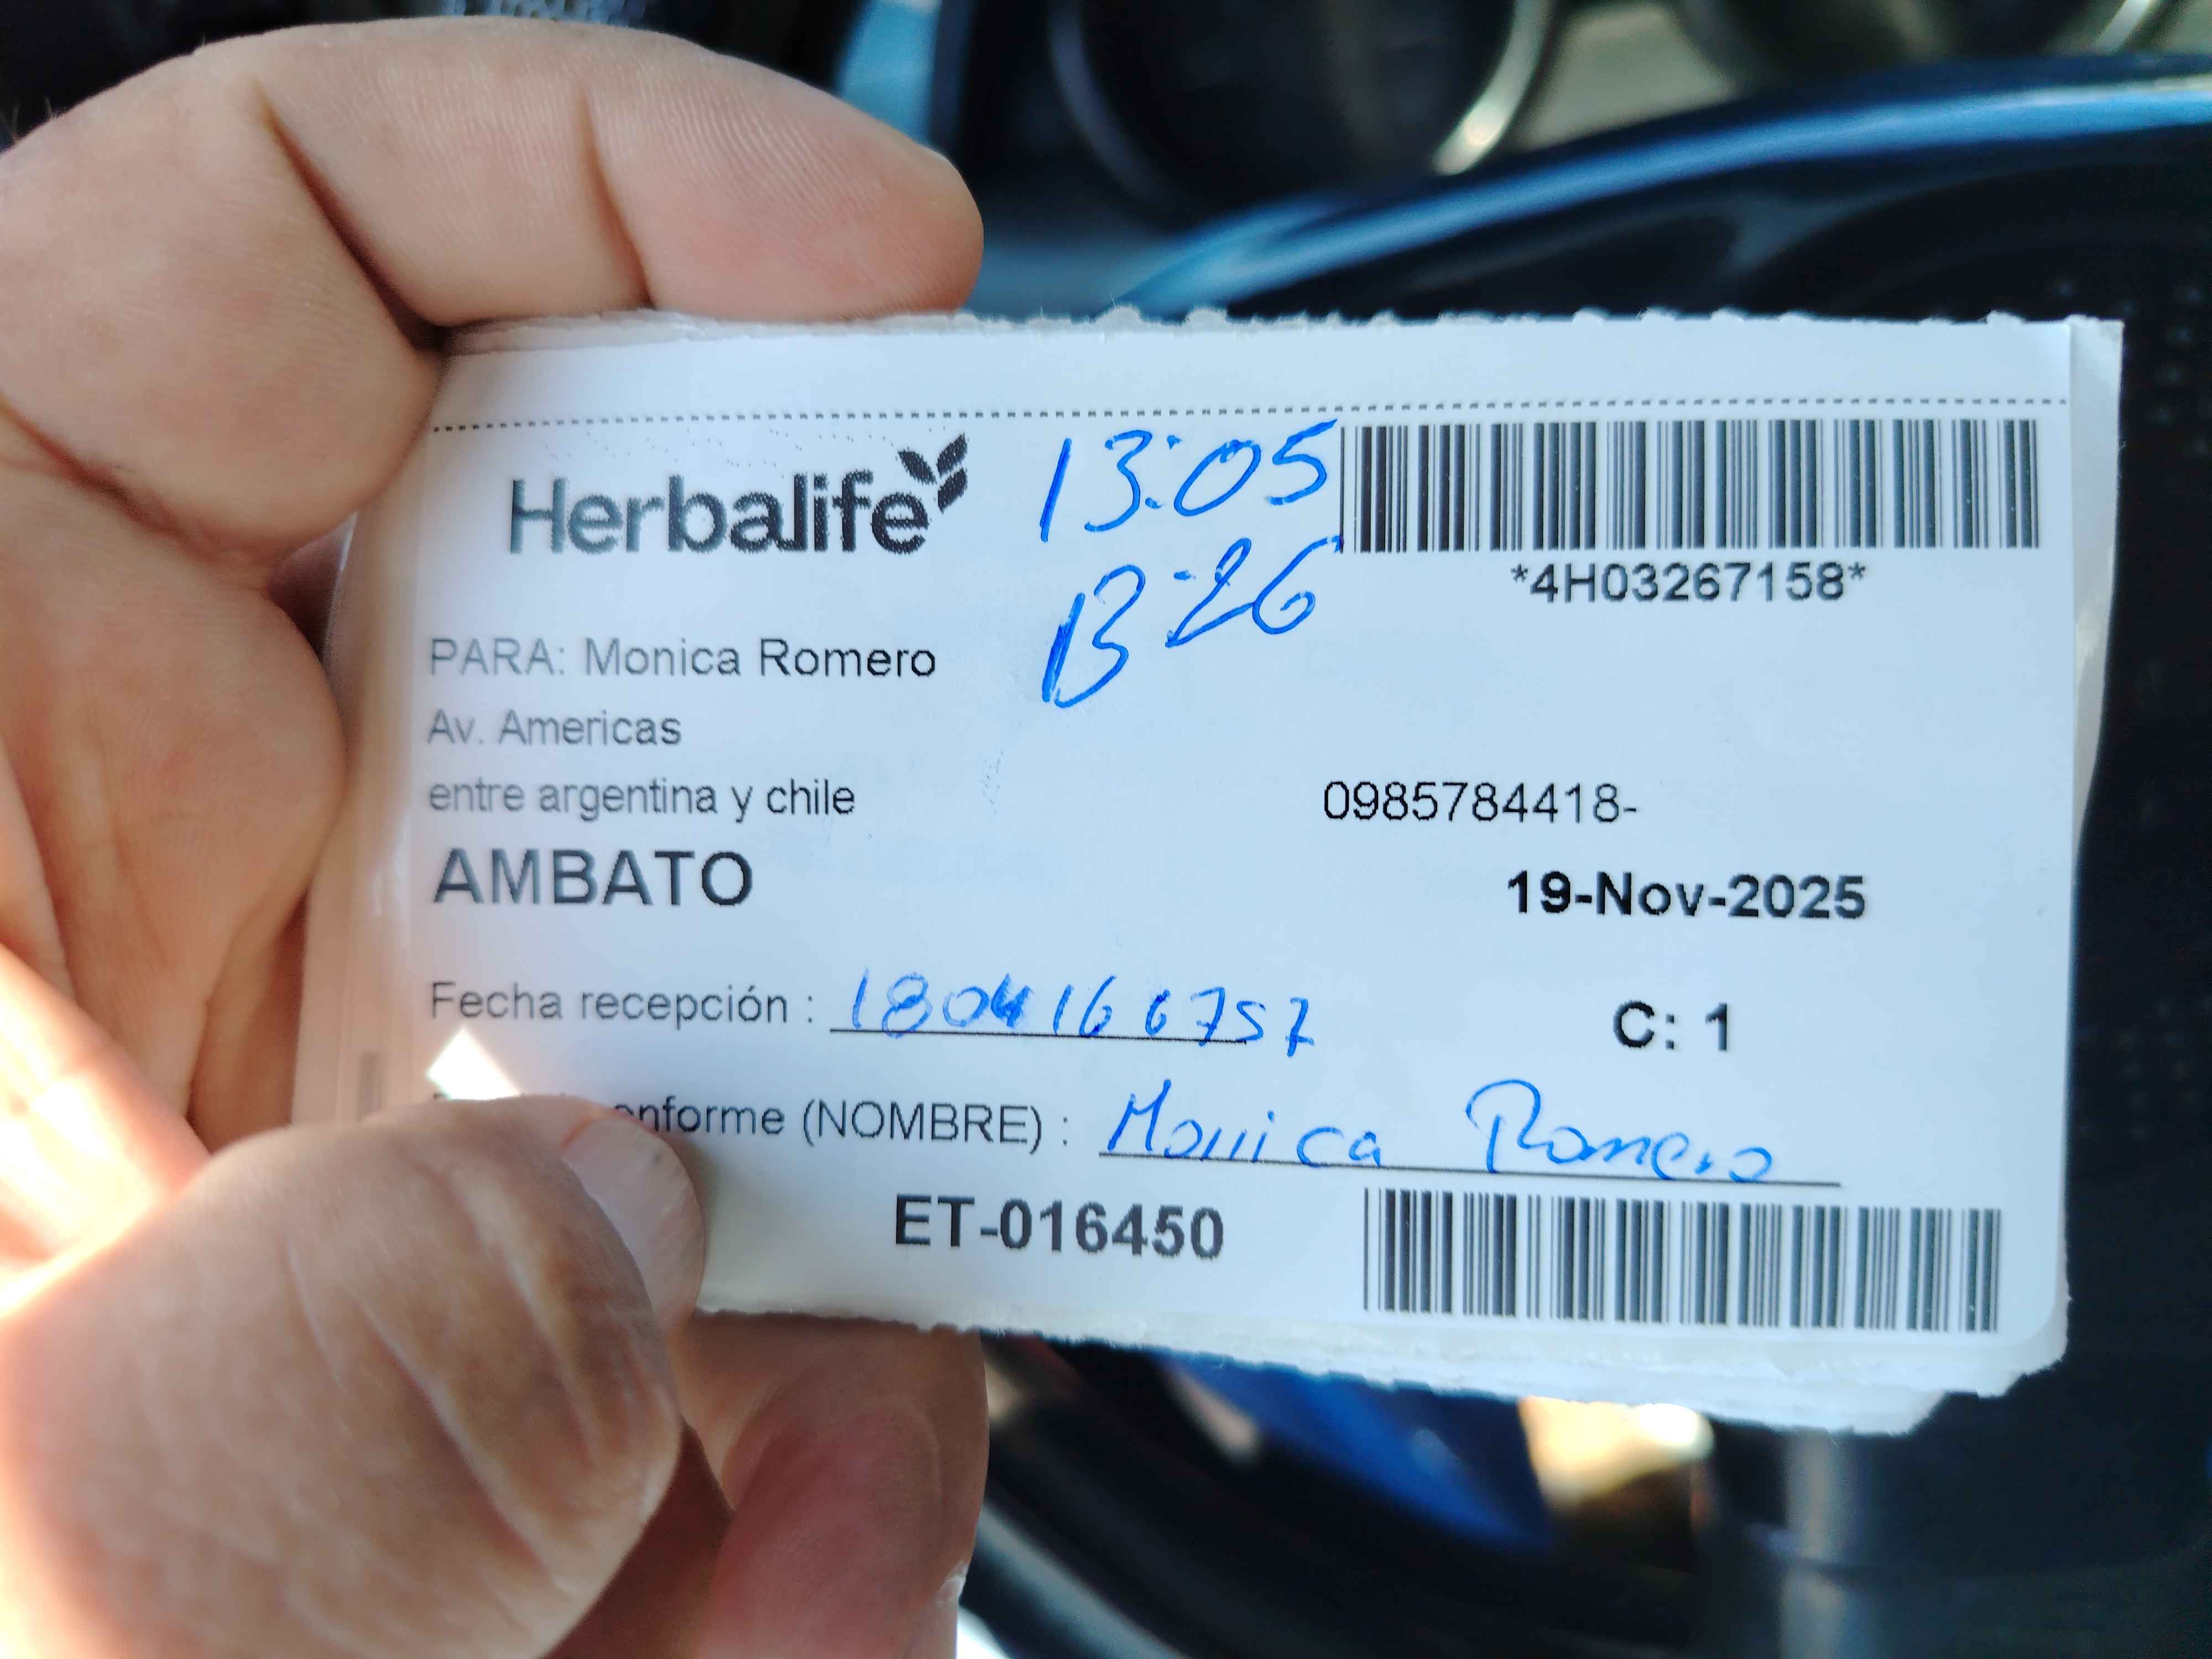 Herbalife
13:05
13:26
*4H03267158*
PARA: Monica Romero
Av. Americas
entre argentina y chile
0985784418-
AMBATO
19-Nov-2025
Fecha recepción : 1804166757
C: 1
(NOMBRE) : Monica Romero
ET-016450